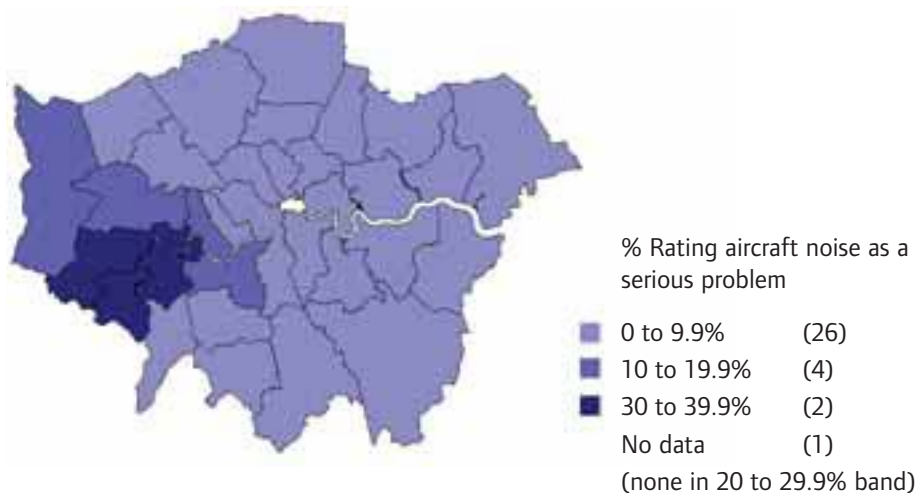 % Rating aircraft noise as a
serious problem
0 to 9.9% (26)
10 to 19.9% (4)
30 to 39.9% (2)
No data (1)
(none in 20 to 29.9% band)